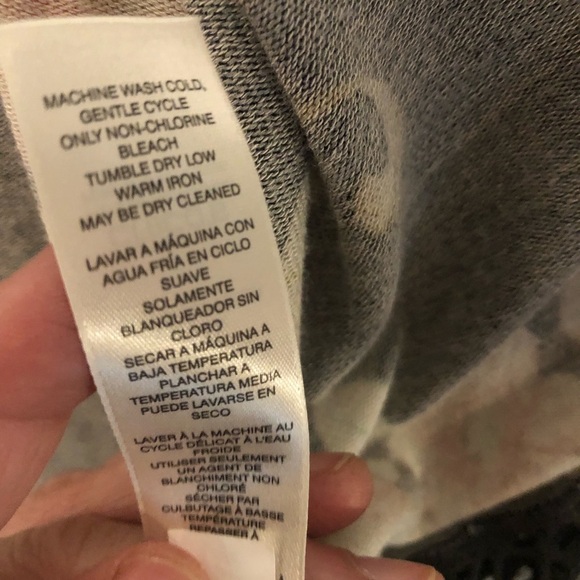 MACHINE WASH COLD,
GENTLE CYCLE
ONLY NON-CHLORINE
BLEACH
TUMBLE DRY LOW
WARM IRON
MAY BE DRY CLEANED
LAVAR A MÁQUINA CON
AGUA FRÍA EN CICLO
SUAVE
SOLAMENTE
BLANQUEADOR SIN
CLORO
SECAR A MÁQUINA A
BAJA TEMPERATURA
PLANCHAR A
TEMPERATURA MEDIA
PUEDE LAVARSE EN
SECO
LAVER À LA MACHINE AU
CYCLE DÉLICAT À L'EAU
FROIDE
UTILISER SEULEMENT
UN AGENT DE
BLANCHIMENT NON
CHLORÉ
SÉCHER PAR
CULBUTAGE À BASSE
TEMPÉRATURE
REPASSER À